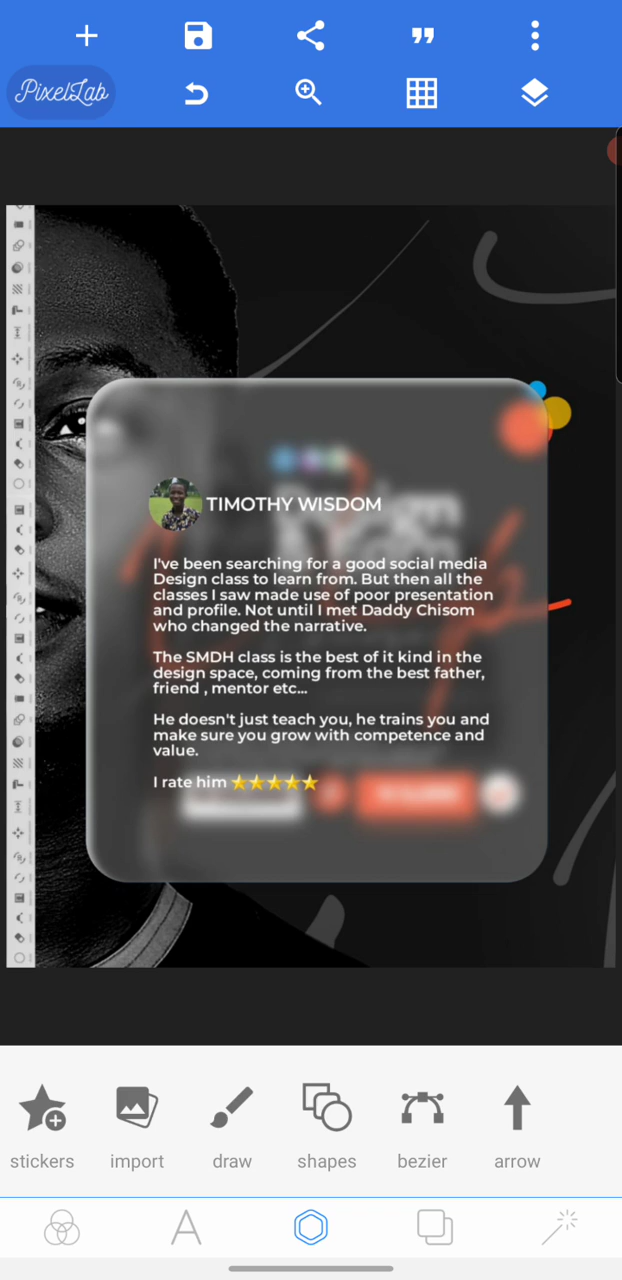 PixelLab
TIMOTHY WISDOM
I've been searching for a good social media
Design class to learn from. But then all the
classes I saw made use of poor presentation
and profile. Not until I met Daddy Chisom
who changed the narrative.
The SMDH class is the best of it kind in the
design space, coming from the best father,
friend , mentor etc...
He doesn't just teach you, he trains you and
make sure you grow with competence and
value.
I rate him ⭐⭐⭐⭐⭐
stickers import draw shapes bezier arrow